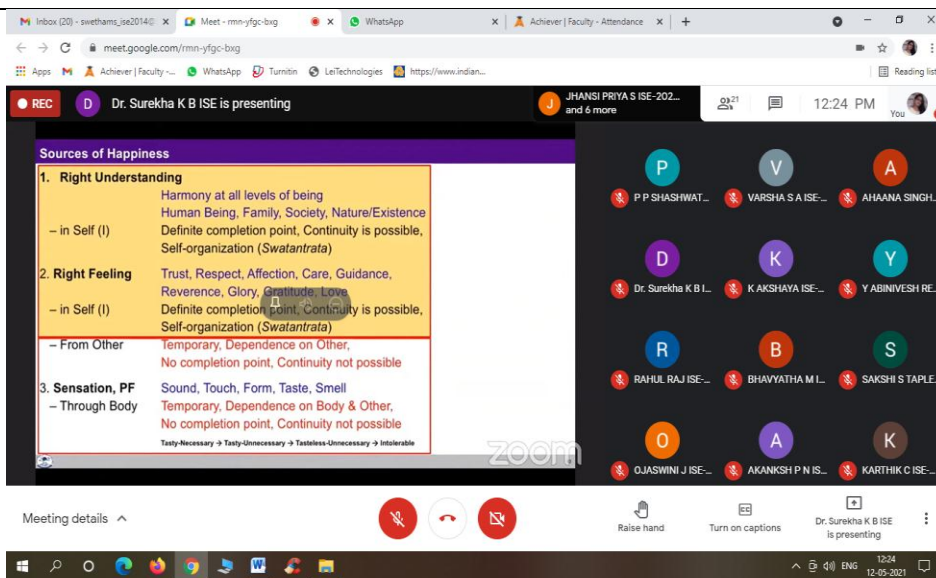 Inbox (20) - swethams_ise2014@
Meet - rmn-yfgc-bxg
WhatsApp
Achiever | Faculty - Attendance
meet.google.com/rmn-yfgc-bxg
Apps
Achiever | Faculty -...
WhatsApp
Turnitin
LeiTechnologies
https://www.indian...
Reading list
REC
D
Dr. Surekha K B ISE is presenting
J
JHANSI PRIYA S ISE-202...
and 6 more
21
12:24 PM
You
Sources of Happiness
1. Right Understanding
Harmony at all levels of being
Human Being, Family, Society, Nature/Existence
– in Self (I) Definite completion point, Continuity is possible,
Self-organization (Swatantrata)
2. Right Feeling Trust, Respect, Affection, Care, Guidance,
Reverence, Glory, Gratitude, Love
– in Self (I) Definite completion point, Continuity is possible,
Self-organization (Swatantrata)
– From Other Temporary, Dependence on Other,
No completion point, Continuity not possible
3. Sensation, PF Sound, Touch, Form, Taste, Smell
– Through Body Temporary, Dependence on Body & Other,
No completion point, Continuity not possible
Tasty-Necessary → Tasty-Unnecessary → Tasteless-Unnecessary → Intolerable
zoom
P
P P SHASHWAT...
V
VARSHA S A ISE-...
A
AHAANA SINGH...
D
Dr. Surekha K B I...
K
K AKSHAYA ISE-...
Y
Y ABINIVESH RE...
R
RAHUL RAJ ISE-...
B
BHAVYATHA M I...
S
SAKSHI S TAPLE...
O
OJASWINI J ISE-...
A
AKANKSH P N IS...
K
KARTHIK C ISE-...
Meeting details
Raise hand
Turn on captions
Dr. Surekha K B ISE
is presenting
ENG
12:24
12-05-2021